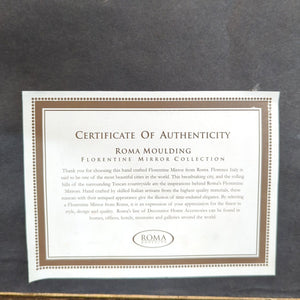 CERTIFICATE OF AUTHENTICITY
ROMA MOULDING
FLORENTINE MIRROR COLLECTION
Thank you for choosing this hand crafted Florentine Mirror from Roma. Florence Italy is
said to be one of the most beautiful cities in the world. This breathtaking city, and the rolling
hills of the surrounding Tuscan countryside are the inspirations behind Roma's Florentine
Mirrors. Hand crafted by skilled Italian artisans from the highest quality materials, these
mirrors with their antiqued appearance give the illusion of time-endured elegance. By selecting
a Florentine Mirror from Roma, is an expression of your appreciation for the finest in
style, design and quality. Roma's line of Decorative Home Accessories can be found in
homes, offices, hotels, museums and galleries around the world.
ROMA